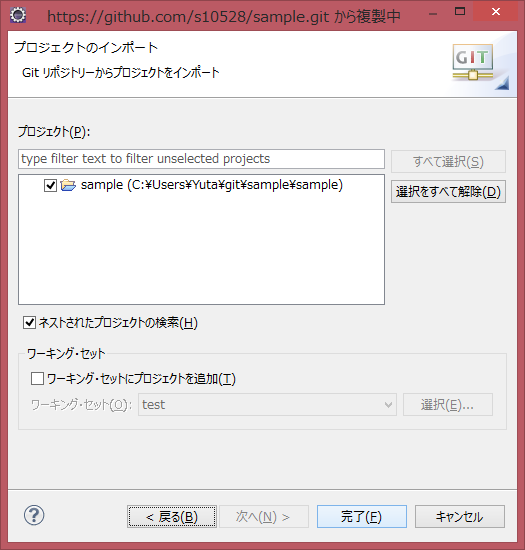 https://github.com/s10528/sample.git から複製中
プロジェクトのインポート
Git リポジトリーからプロジェクトをインポート
GIT
プロジェクト(P):
type filter text to filter unselected projects
すべて選択(S)
sample (C:¥Users¥Yuta¥git¥sample¥sample)
選択をすべて解除(D)
ネストされたプロジェクトの検索(H)
ワーキング・セット
ワーキング・セットにプロジェクトを追加(T)
ワーキング・セット(O):
test
選択(E)...
?
< 戻る(B)
次へ(N) >
完了(F)
キャンセル